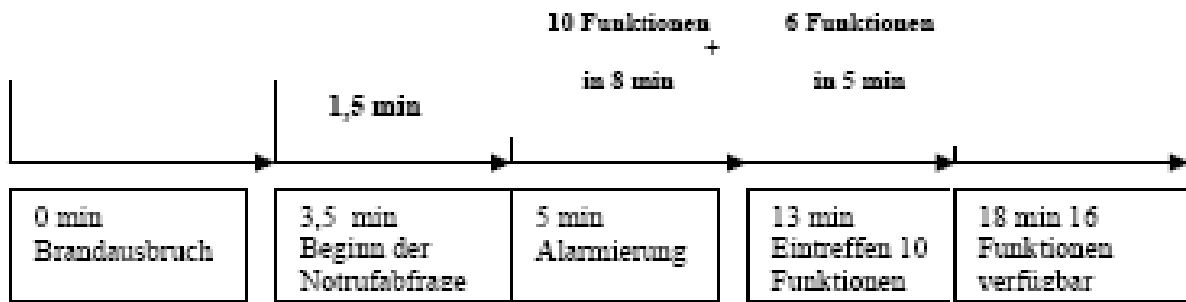 10 Funktionen
+
6 Funktionen
in 8 min
in 5 min
1,5 min
0 min
Brandausbruch
3,5 min
Beginn der
Notrufabfrage
5 min
Alarmierung
13 min
Eintreffen 10
Funktionen
18 min 16
Funktionen
verfügbar